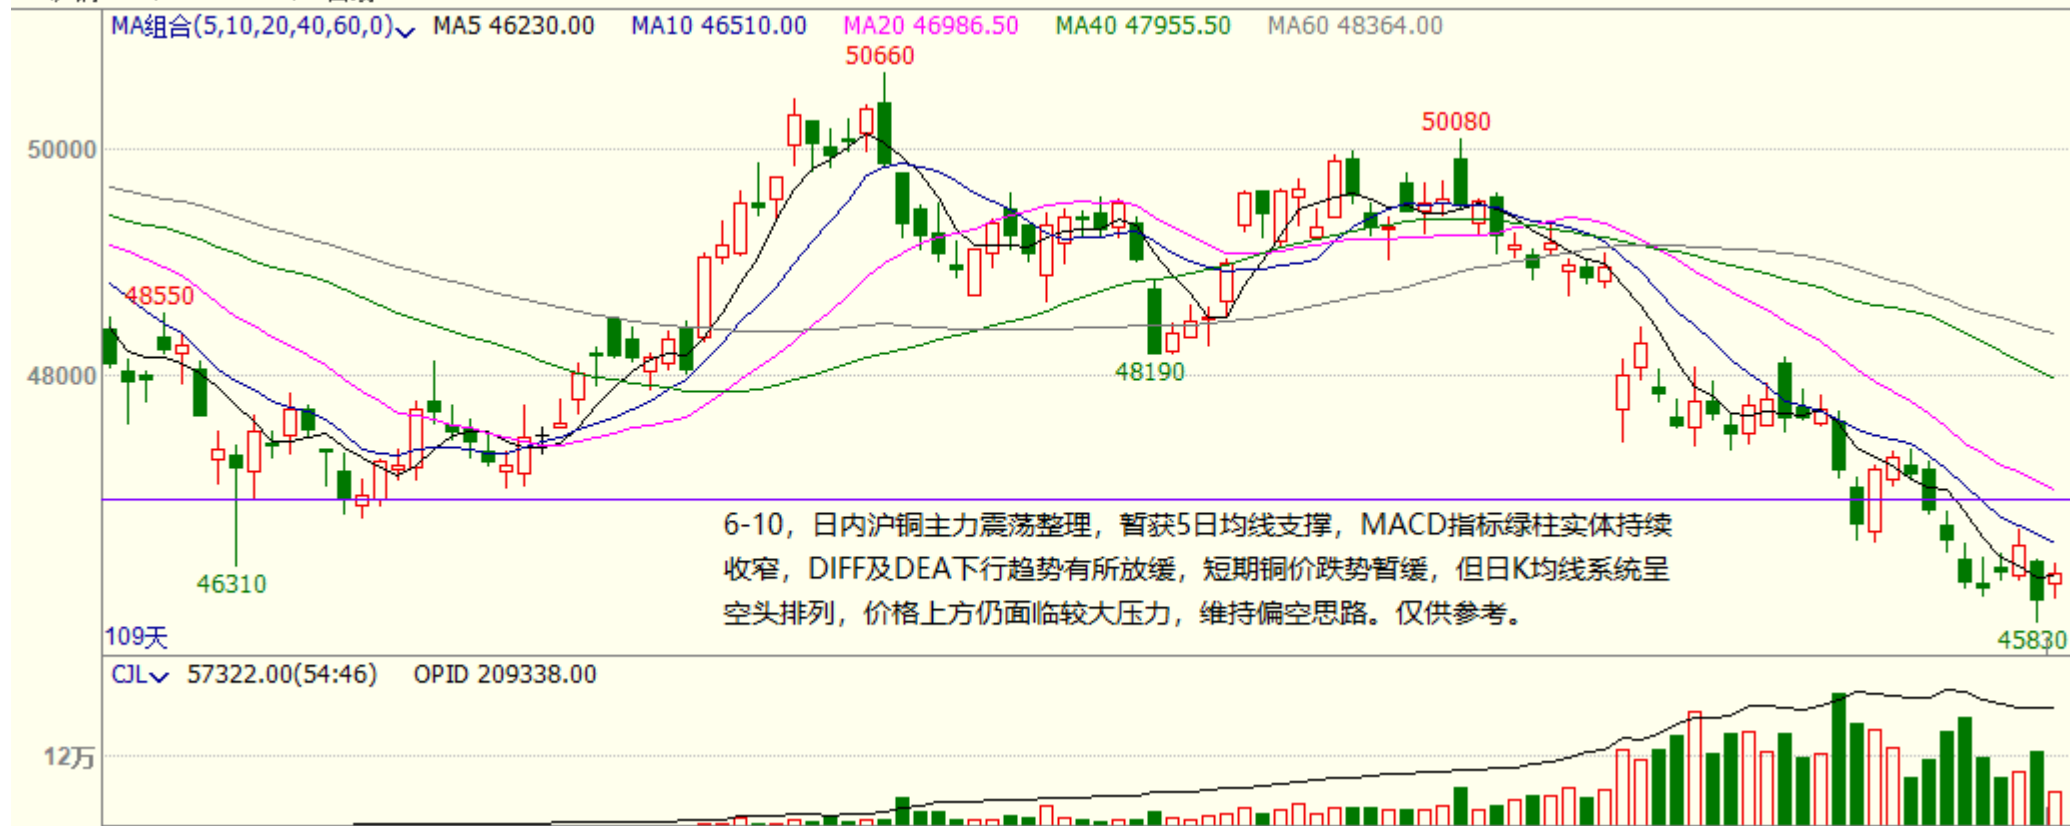 MA组合(5,10,20,40,60,0) MA5 46230.00 MA10 46510.00 MA20 46986.50 MA40 47955.50 MA60 48364.00
50660
50080
50000
48550
48000
48190
6-10，日内沪铜主力震荡整理，暂获5日均线支撑，MACD指标绿柱实体持续
收窄，DIFF及DEA下行趋势有所放缓，短期铜价跌势暂缓，但日K均线系统呈
空头排列，价格上方仍面临较大压力，维持偏空思路。仅供参考。
46310
109天
45830
CJL 57322.00(54:46) OPID 209338.00
12万